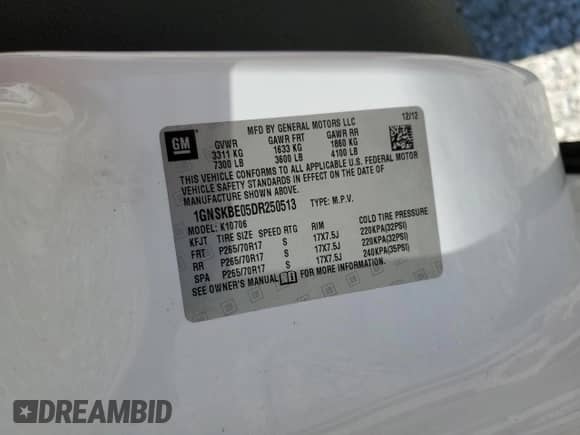 GM
MFD BY GENERAL MOTORS LLC 12/12
GVWR GAWR FRT GAWR RR
3311 KG 1633 KG 1860 KG
7300 LB 3600 LB 4100 LB
THIS VEHICLE CONFORMS TO ALL APPLICABLE U.S. FEDERAL MOTOR
VEHICLE SAFETY STANDARDS IN EFFECT ON THE DATE OF
MANUFACTURE SHOWN ABOVE.
1GNSKBE05DR250513 TYPE: M.P.V.
MODEL: K10706
KFJT TIRE SIZE SPEED RTG RIM COLD TIRE PRESSURE
FRT P265/70R17 S 17X7.5J 220KPA(32PSI)
RR P265/70R17 S 17X7.5J 220KPA(32PSI)
SPA P265/70R17 S 17X7.5J 240KPA(35PSI)
SEE OWNER'S MANUAL FOR MORE INFORMATION.
DREAMBID